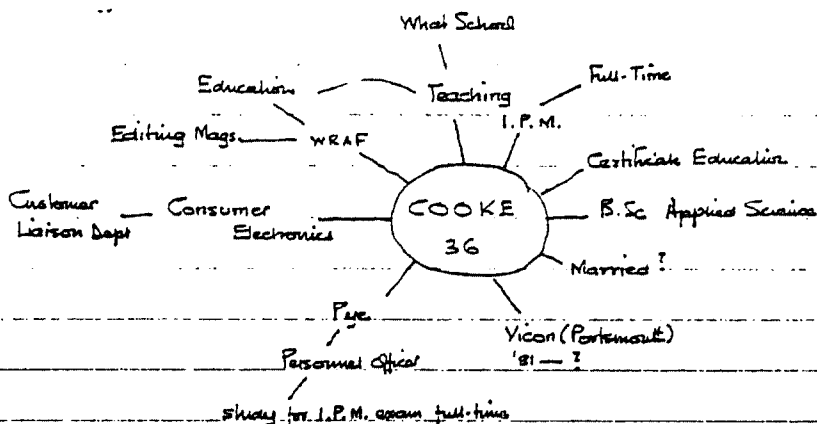 What School
Full-Time
Education
Teaching
I.P.M.
Editing Mags.
WRAF
Certificate Education
Customer
Liaison Dept
Consumer
Electronics
COOKE
36
B.Sc Applied Science
Married?
Pye
Vicon (Portsmouth)
'81 — ?
Personnel Officer
Study for I.P.M. exam full-time